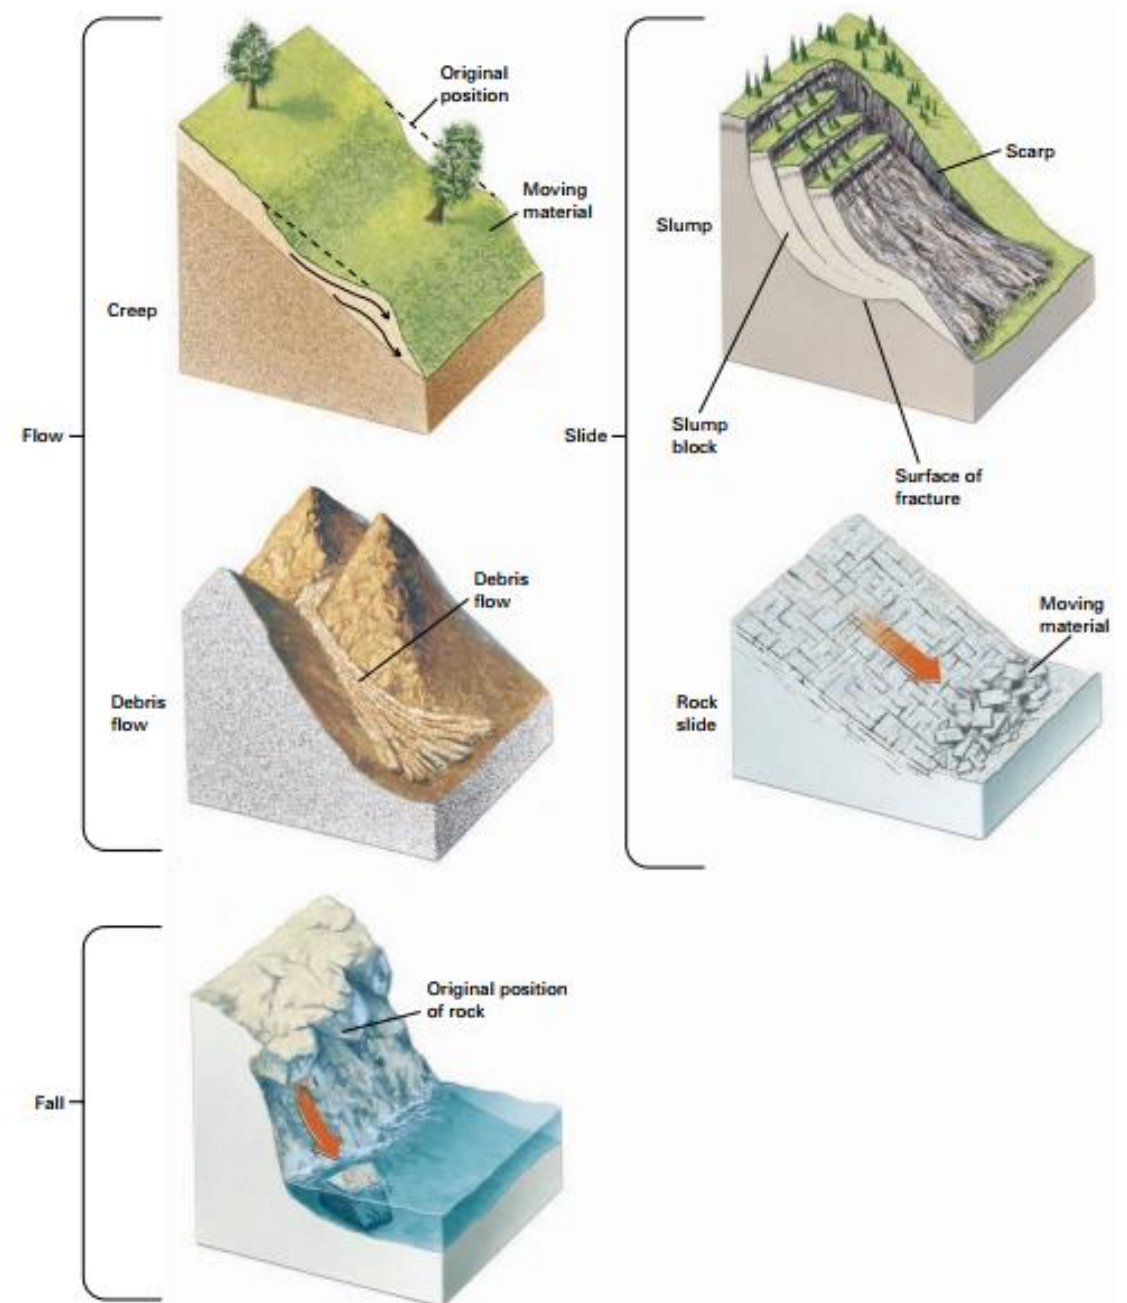 Flow
Creep
Original
position
Moving
material
Debris
flow
Debris
flow
Slide
Slump
Scarp
Slump
block
Surface of
fracture
Rock
slide
Moving
material
Fall
Original position
of rock